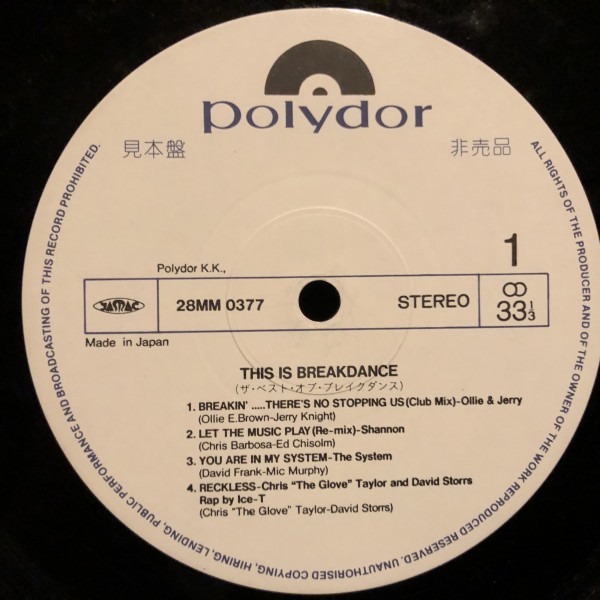 polydor
見本盤 非売品
1
Polydor K.K.,
JASRAC 28MM 0377 STEREO 33 1/3
Made in Japan
THIS IS BREAKDANCE
(ザ・ベスト・オブ・ブレイクダンス)
1. BREAKIN' .....THERE'S NO STOPPING US(Club Mix)-Ollie & Jerry
(Ollie E.Brown-Jerry Knight)
2. LET THE MUSIC PLAY(Re-mix)-Shannon
(Chris Barbosa-Ed Chisolm)
3. YOU ARE IN MY SYSTEM-The System
(David Frank-Mic Murphy)
4. RECKLESS-Chris "The Glove" Taylor and David Storrs
Rap by Ice-T
(Chris "The Glove" Taylor-David Storrs)
ALL RIGHTS OF THE PRODUCER AND OF THE OWNER OF THE WORK REPRODUCED RESERVED. UNAUTHORISED COPYING, HIRING, LENDING, PUBLIC PERFORMANCE AND BROADCASTING OF THIS RECORD PROHIBITED.